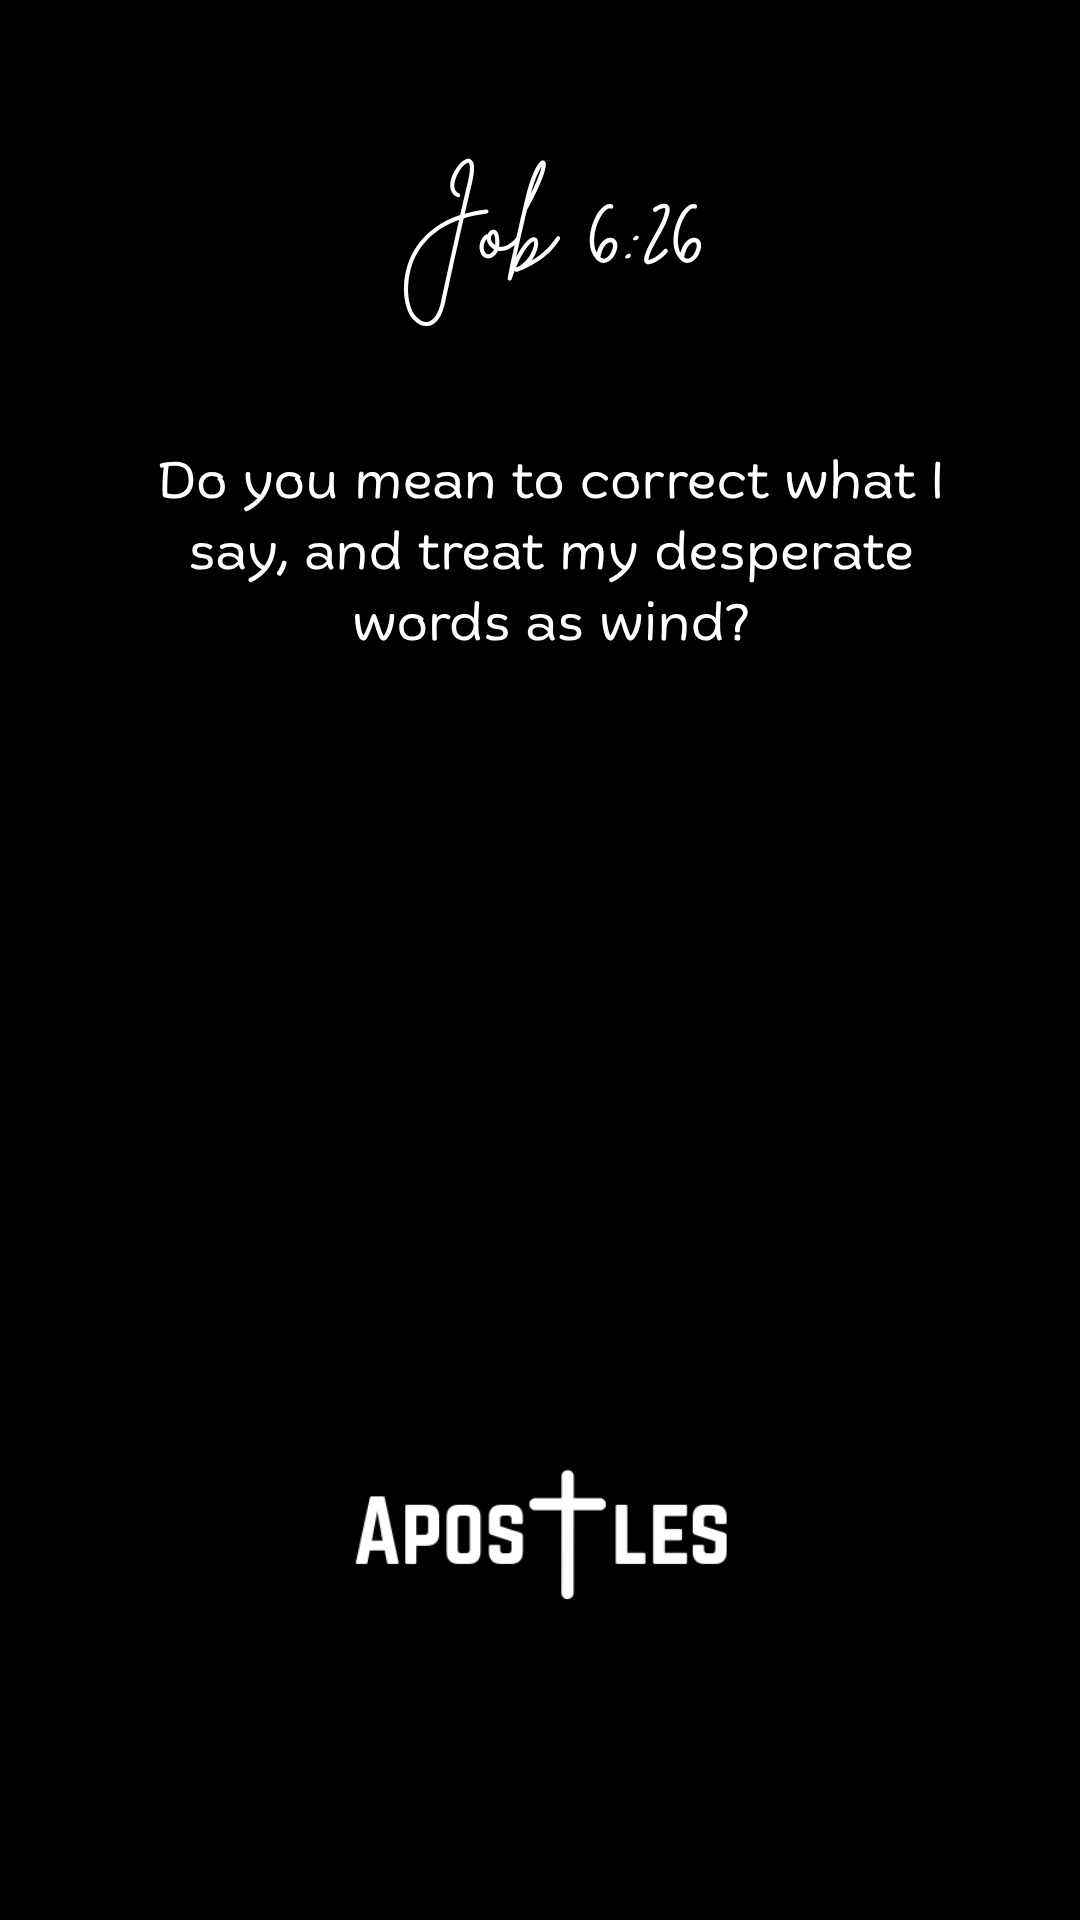 Job 6:26
Do you mean to correct what I
say, and treat my desperate
words as wind?
APOSTLES